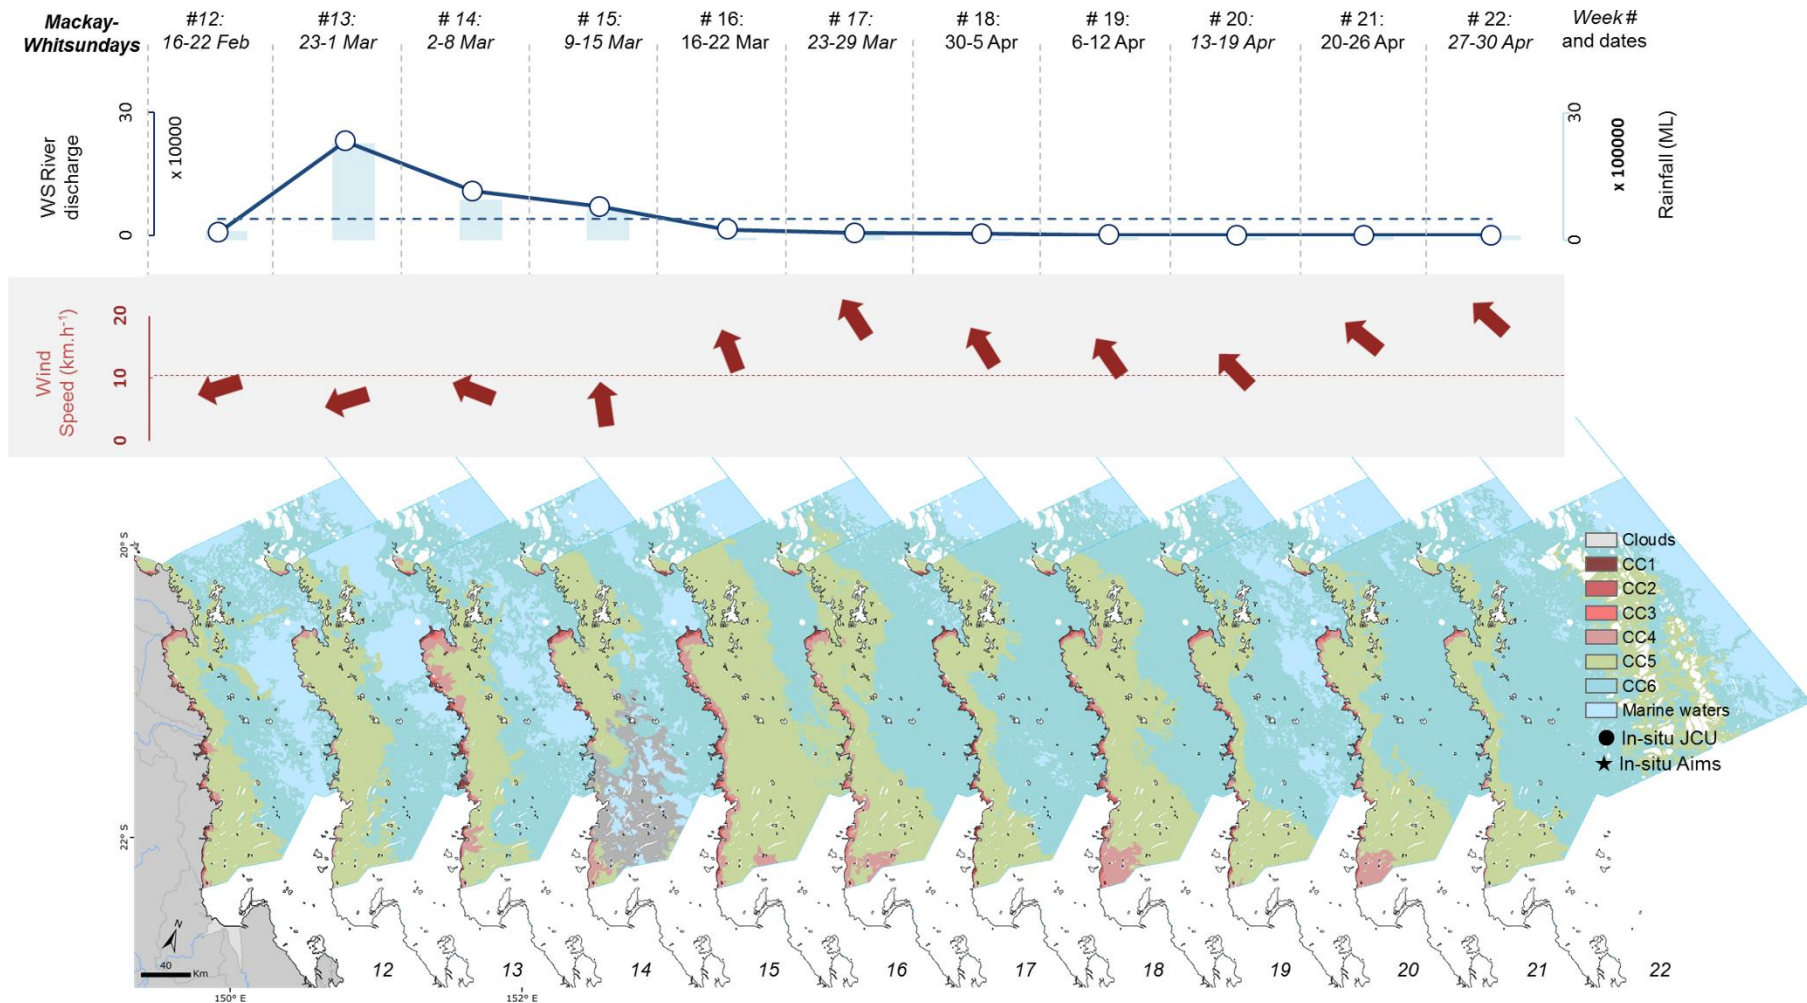 Mackay-
Whitsundays
#12:
16-22 Feb
#13:
23-1 Mar
# 14:
2-8 Mar
# 15:
9-15 Mar
# 16:
16-22 Mar
# 17:
23-29 Mar
# 18:
30-5 Apr
# 19:
6-12 Apr
# 20:
13-19 Apr
# 21:
20-26 Apr
# 22:
27-30 Apr
Week #
and dates
WS River
discharge
30
0
x 10000
30
0
x 100000
Rainfall (ML)
Wind
Speed (km.h-1)
20
10
0
20° S
22° S
Clouds
CC1
CC2
CC3
CC4
CC5
CC6
Marine waters
In-situ JCU
In-situ Aims
N
40
Km
12
13
14
15
16
17
18
19
20
21
22
150° E
152° E